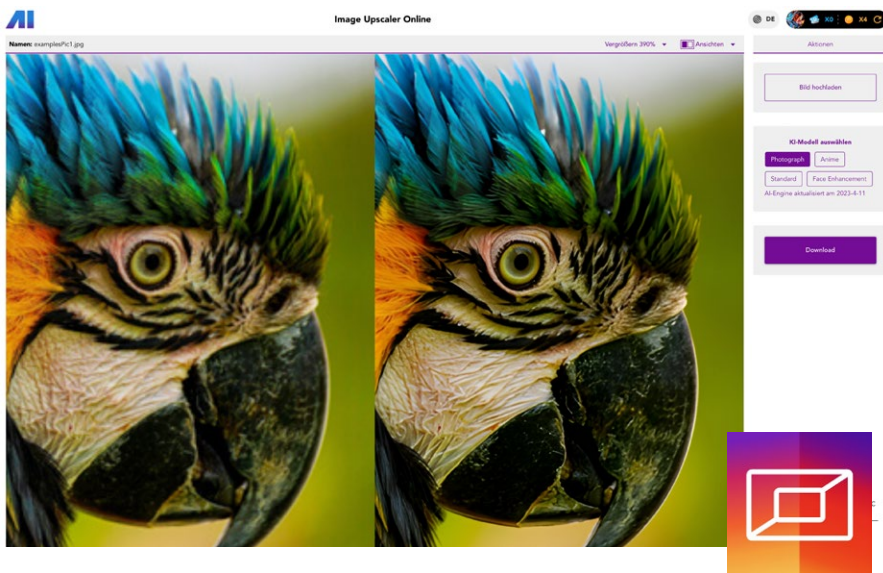 AI
Image Upscaler Online
DE
X0
X4
Namen: examplesPic1.jpg
Vergrößern 390%
Ansichten
Aktionen
Bild hochladen
KI-Modell auswählen
Photograph
Anime
Standard
Face Enhancement
AI-Engine aktualisiert am 2023-4-11
Download